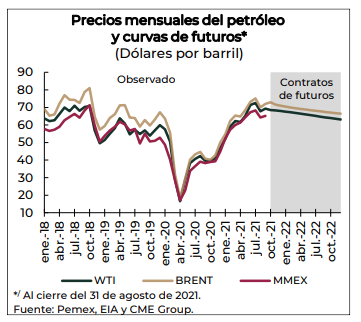 Precios mensuales del petróleo
y curvas de futuros*
(Dólares por barril)
Observado
Contratos
de futuros
90
80
70
60
50
40
30
20
10
ene.-18
abr.-18
jul.-18
oct.-18
ene.-19
abr.-19
jul.-19
oct.-19
ene.-20
abr.-20
jul.-20
oct.-20
ene.-21
abr.-21
jul.-21
oct.-21
ene.-22
abr.-22
jul.-22
oct.-22
WTI BRENT MMEX
*/ Al cierre del 31 de agosto de 2021.
Fuente: Pemex, EIA y CME Group.